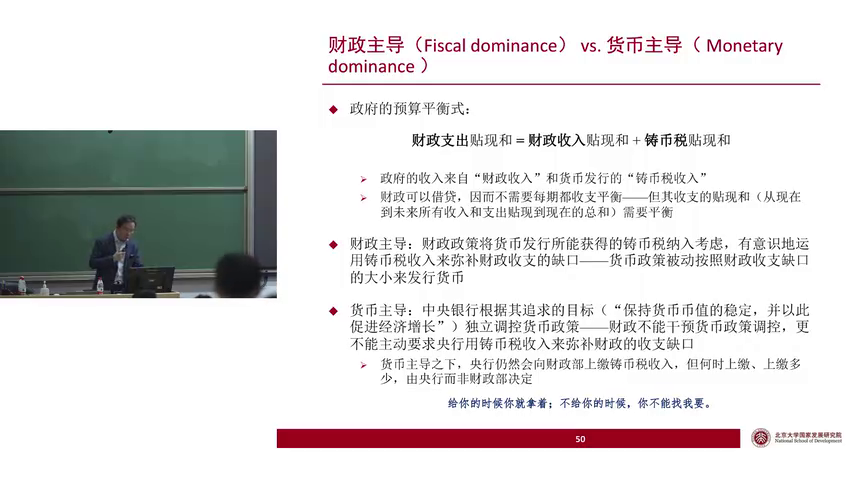 财政主导（Fiscal dominance） vs. 货币主导（ Monetary
dominance ）
政府的预算平衡式：
财政支出贴现和 = 财政收入贴现和 + 铸币税贴现和
政府的收入来自“财政收入”和货币发行的“铸币税收入”
财政可以借贷，因而不需要每期都收支平衡——但其收支的贴现和（从现在
到未来所有收入和支出贴现到现在的总和）需要平衡
财政主导：财政政策将货币发行所能获得的铸币税纳入考虑，有意识地运
用铸币税收入来弥补财政收支的缺口——货币政策被动按照财政收支缺口
的大小来发行货币
货币主导：中央银行根据其追求的目标（“保持货币币值的稳定，并以此
促进经济增长”）独立调控货币政策——财政不能干预货币政策调控，更
不能主动要求央行用铸币税收入来弥补财政的收支缺口
货币主导之下，央行仍然会向财政部上缴铸币税收入，但何时上缴、上缴多
少，由央行而非财政部决定
给你的时候你就拿着；不给你的时候，你不能找我要。
50
北京大学国家发展研究院
National School of Development